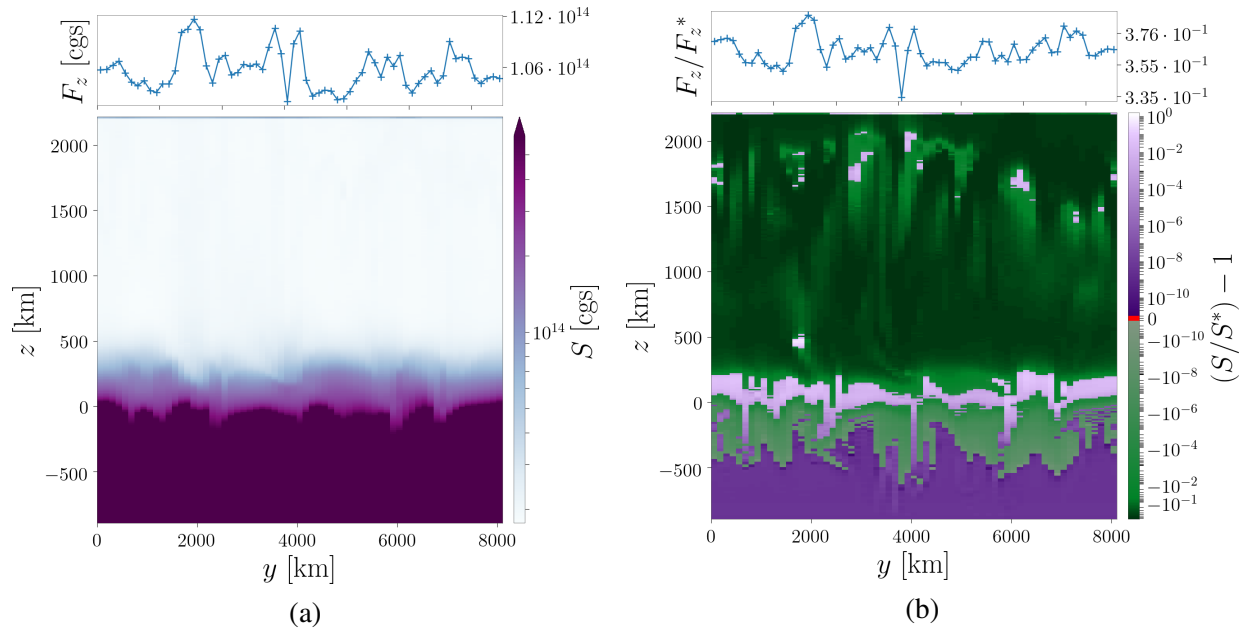 F_z [cgs]
1.12 · 10^14
1.06 · 10^14
z [km]
2000
1500
1000
500
0
−500
0
2000
4000
6000
8000
y [km]
10^14
S [cgs]
(a)
F_z/F_z*
3.76 · 10^−1
3.55 · 10^−1
3.35 · 10^−1
z [km]
2000
1500
1000
500
0
−500
0
2000
4000
6000
8000
y [km]
10^0
10^−2
10^−4
10^−6
10^−8
10^−10
0
−10^−10
−10^−8
−10^−6
−10^−4
−10^−2
−10^−1
(S/S*) − 1
(b)